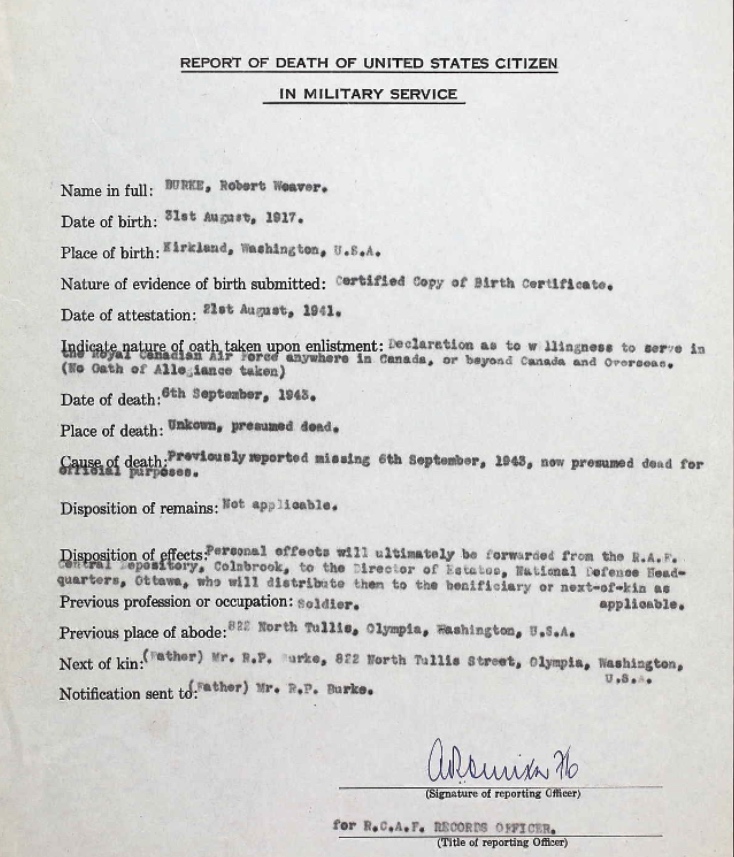 REPORT OF DEATH OF UNITED STATES CITIZEN
IN MILITARY SERVICE
Name in full: BURKE, Robert Weaver.
Date of birth: 31st August, 1917.
Place of birth: Kirkland, Washington, U.S.A.
Nature of evidence of birth submitted: Certified Copy of Birth Certificate.
Date of attestation: 21st August, 1941.
Indicate nature of oath taken upon enlistment: Declaration as to willingness to serve in
the Royal Canadian Air Force anywhere in Canada, or beyond Canada and Overseas.
(No Oath of Allegiance taken)
Date of death: 6th September, 1943.
Place of death: Unkown, presumed dead.
Cause of death: Previously reported missing 6th September, 1943, now presumed dead for
official purposes.
Disposition of remains: Not applicable.
Disposition of effects: Personal effects will ultimately be forwarded from the R.A.F.
Central Depository, Colnbrook, to the Director of Estates, National Defence Head-
quarters, Ottawa, who will distribute them to the benificiary or next-of-kin as
applicable.
Previous profession or occupation: Soldier.
Previous place of abode: 822 North Tullis, Olympia, Washington, U.S.A.
Next of kin: (Father) Mr. R.P. Burke, 822 North Tullis Street, Olympia, Washington,
U.S.A.
Notification sent to: (Father) Mr. R.P. Burke.
(Signature of reporting Officer)
for R.C.A.F. RECORDS OFFICER.
(Title of reporting Officer)